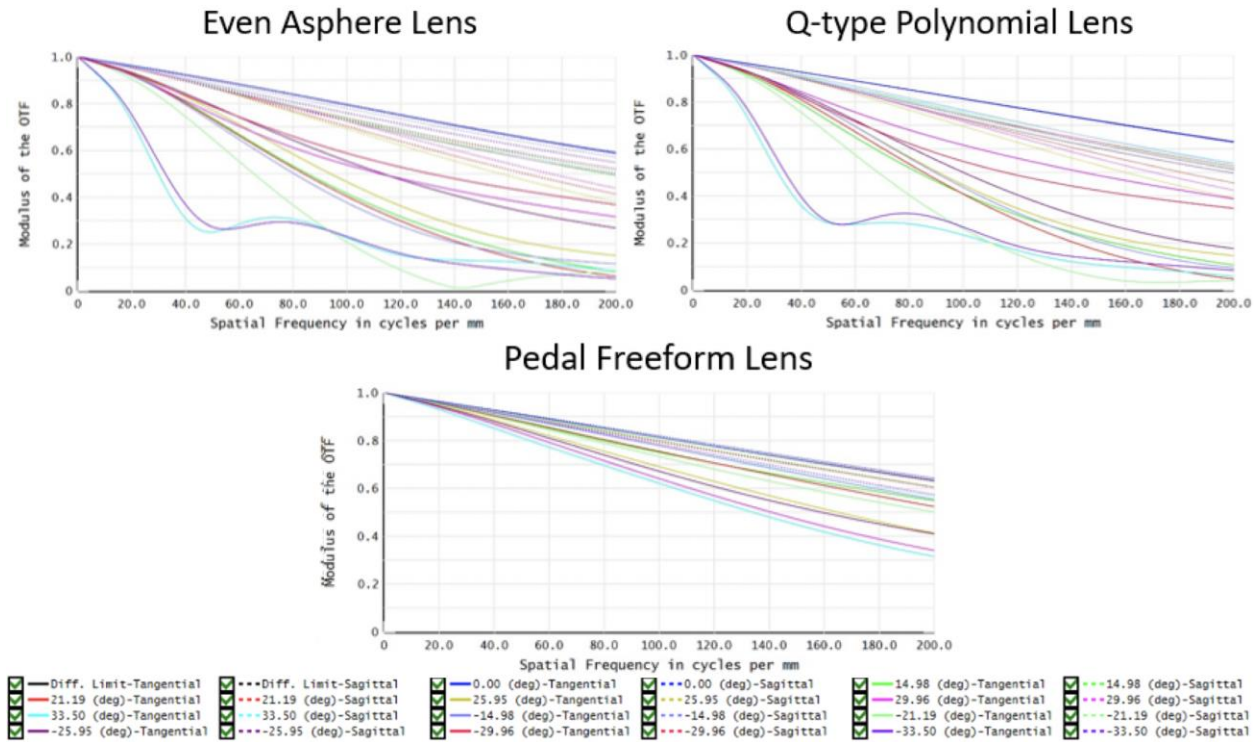 Even Asphere Lens
Q-type Polynomial Lens
1.0
0.8
0.6
0.4
0.2
0
Modulus of the OTF
20.0 40.0 60.0 80.0 100.0 120.0 140.0 160.0 180.0 200.0
Spatial Frequency in cycles per mm
1.0
0.8
0.6
0.4
0.2
0
Modulus of the OTF
0 20.0 40.0 60.0 80.0 100.0 120.0 140.0 160.0 180.0 200.0
Spatial Frequency in cycles per mm
Pedal Freeform Lens
1.0
0.8
0.6
0.4
0.2
0
Modulus of the OTF
0 20.0 40.0 60.0 80.0 100.0 120.0 140.0 160.0 180.0 200.0
Spatial Frequency in cycles per mm
Diff. Limit-Tangential Diff. Limit-Sagittal 0.00 (deg)-Tangential 0.00 (deg)-Sagittal 14.98 (deg)-Tangential 14.98 (deg)-Sagittal
21.19 (deg)-Tangential 21.19 (deg)-Sagittal 25.95 (deg)-Tangential 25.95 (deg)-Sagittal 29.96 (deg)-Tangential 29.96 (deg)-Sagittal
33.50 (deg)-Tangential 33.50 (deg)-Sagittal -14.98 (deg)-Tangential -14.98 (deg)-Sagittal -21.19 (deg)-Tangential -21.19 (deg)-Sagittal
-25.95 (deg)-Tangential -25.95 (deg)-Sagittal -29.96 (deg)-Tangential -29.96 (deg)-Sagittal -33.50 (deg)-Tangential -33.50 (deg)-Sagittal